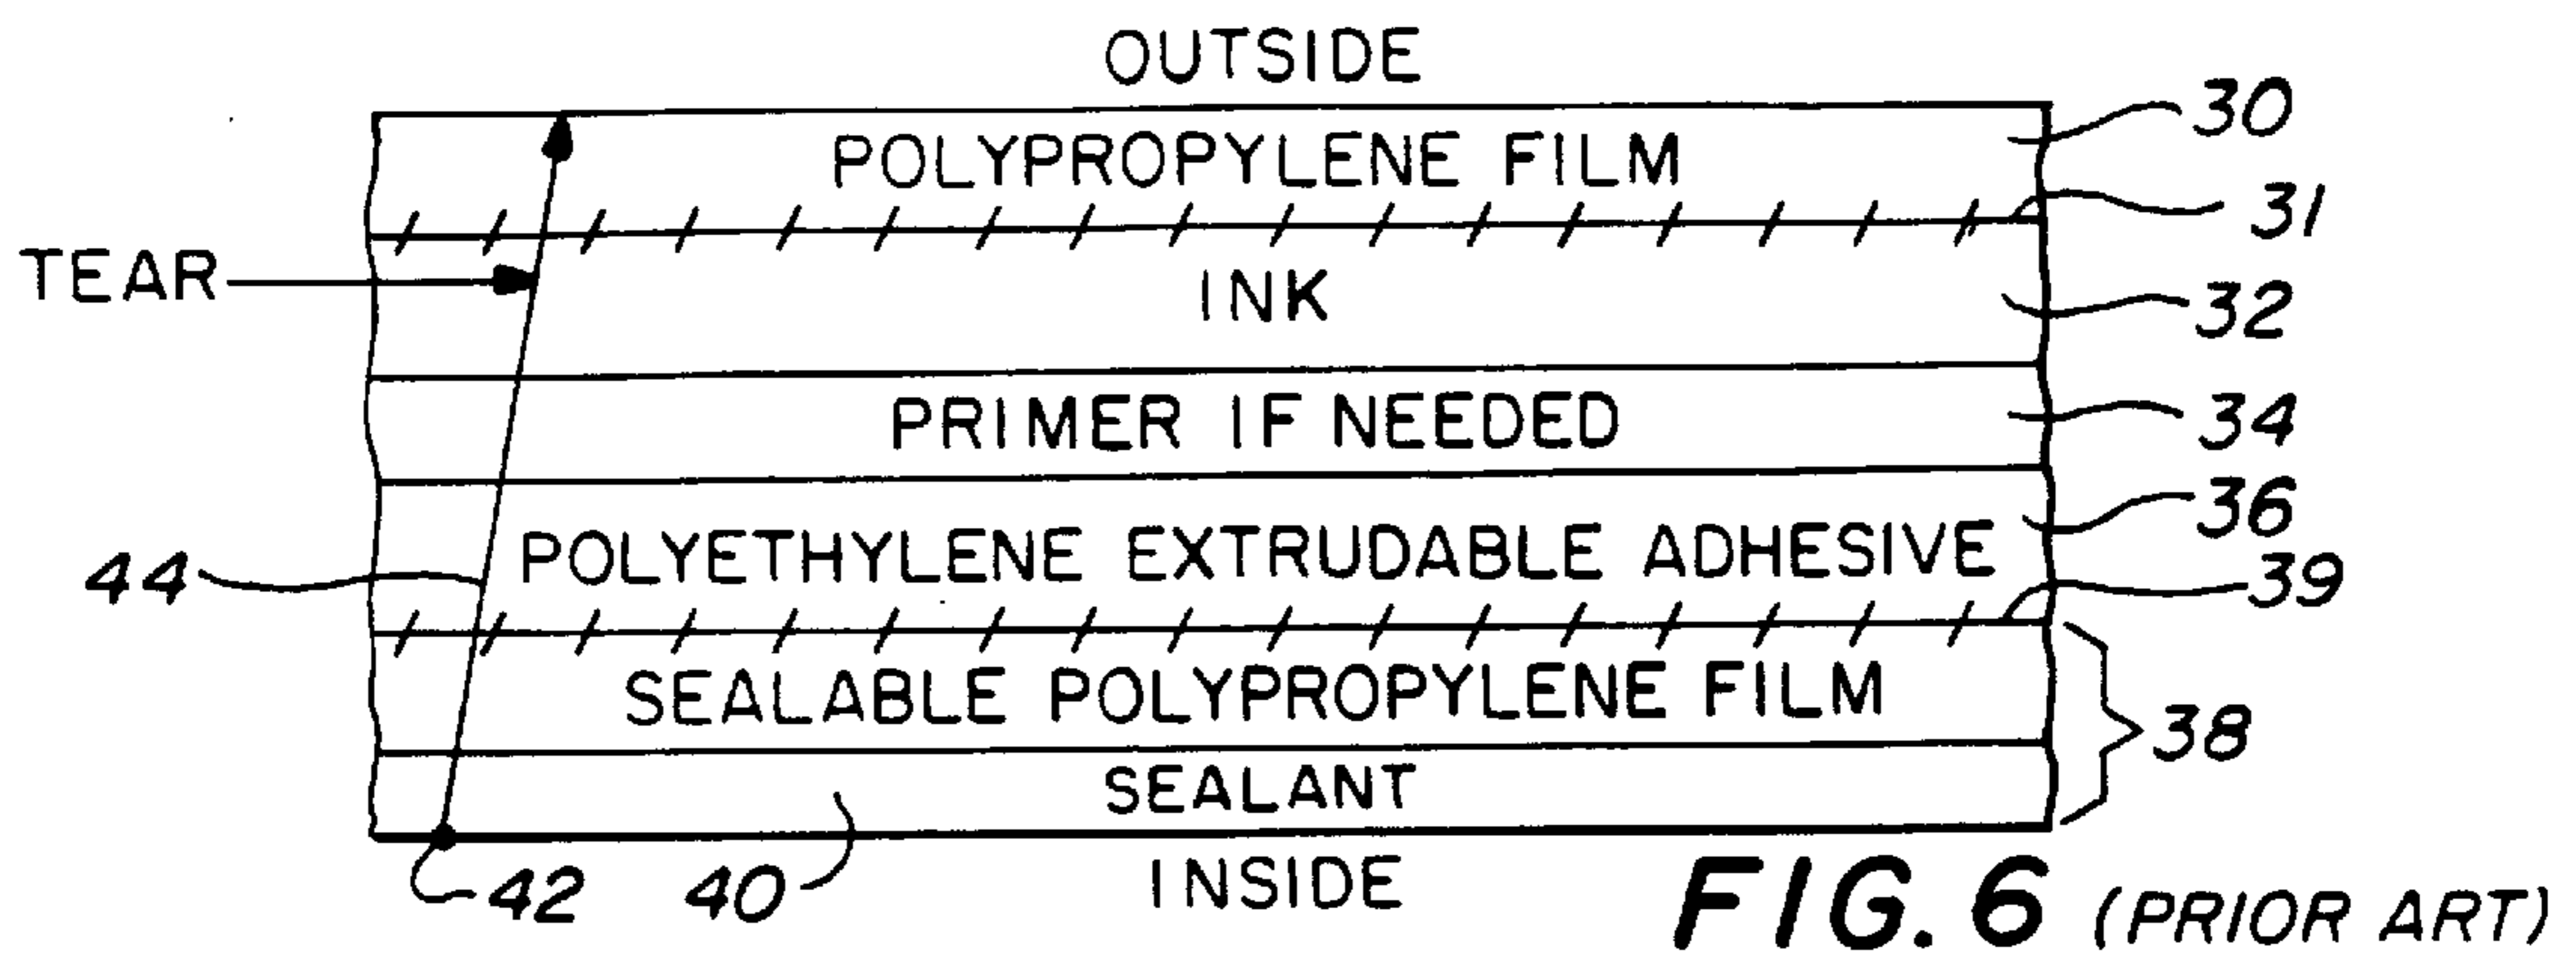 OUTSIDE
POLYPROPYLENE FILM
30
31
TEAR
INK
32
PRIMER IF NEEDED
34
36
POLYETHYLENE EXTRUDABLE ADHESIVE
44
39
SEALABLE POLYPROPYLENE FILM
38
SEALANT
42
40
INSIDE
FIG. 6 (PRIOR ART)